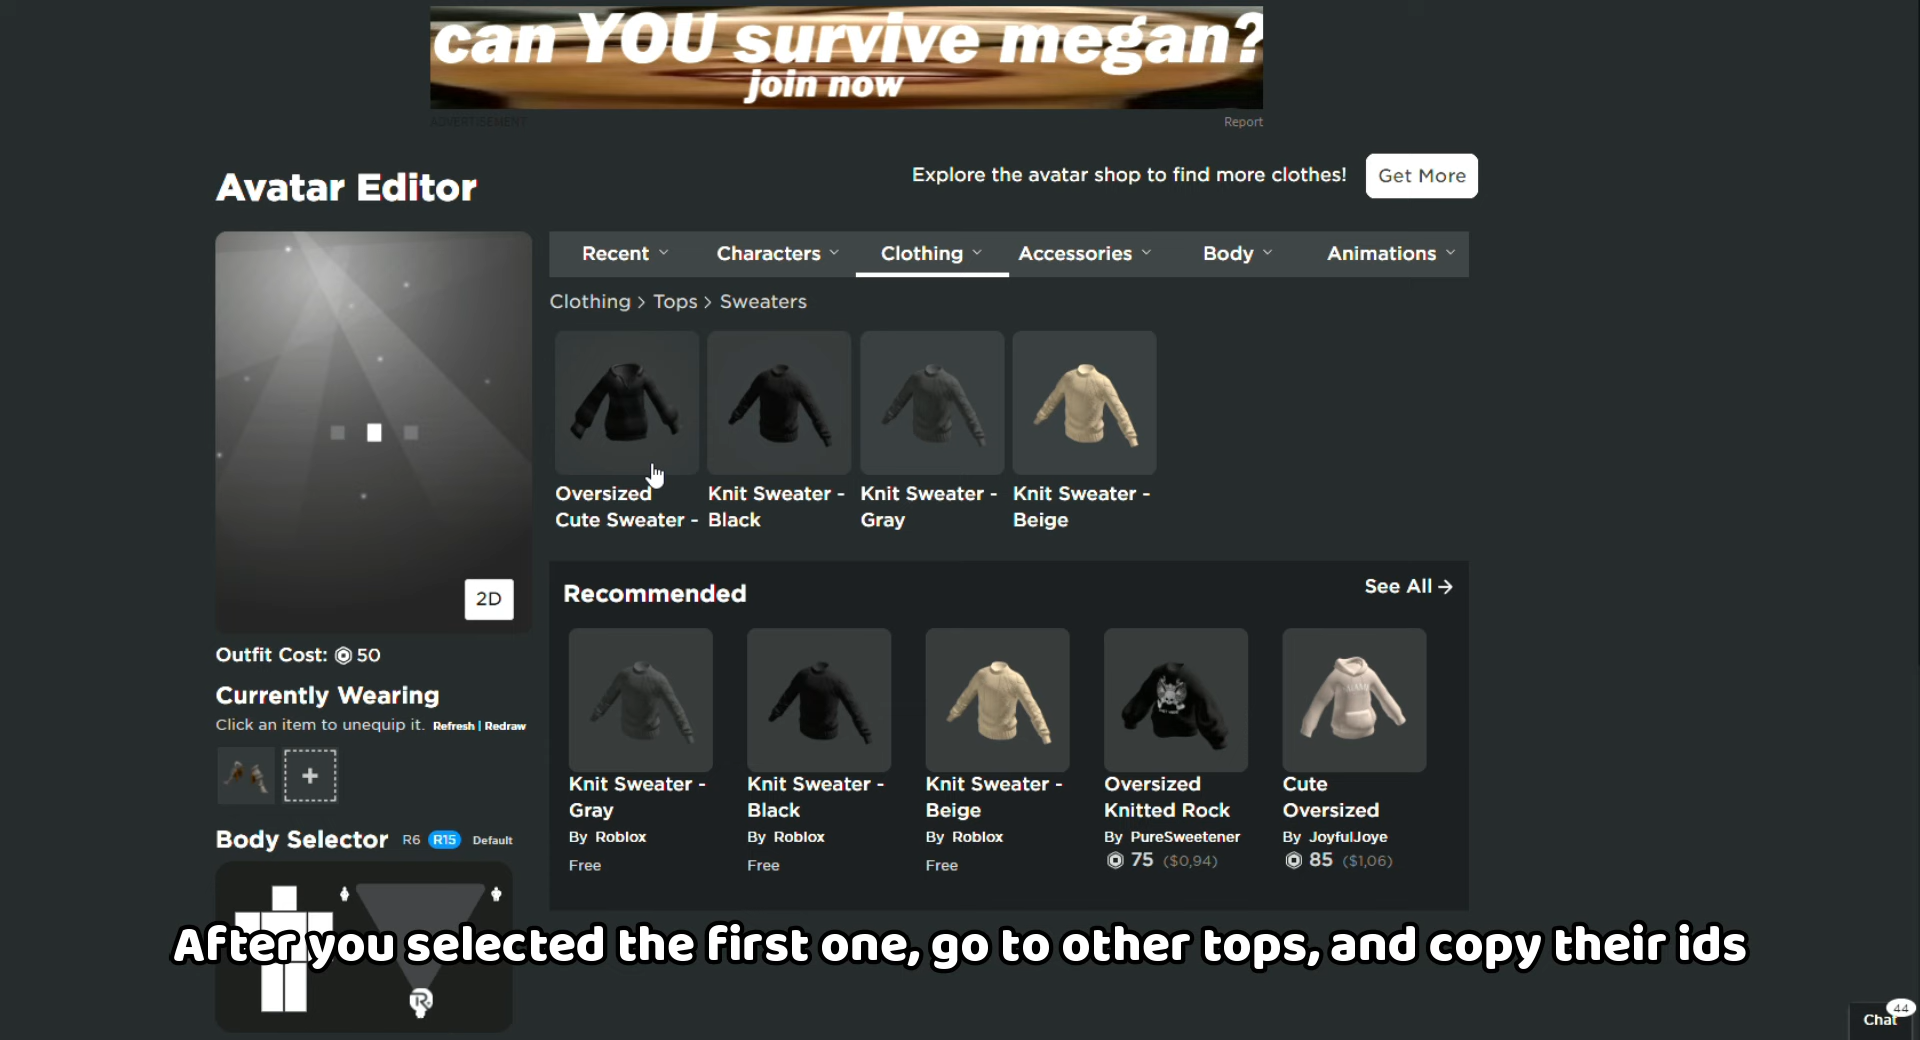 can YOU survive megan?
join now
ADVERTISEMENT
Report
Avatar Editor
Explore the avatar shop to find more clothes!
Get More
Recent
Characters
Clothing
Accessories
Body
Animations
Clothing > Tops > Sweaters
Oversized
Cute Sweater -
Knit Sweater -
Black
Knit Sweater -
Gray
Knit Sweater -
Beige
2D
Recommended
See All →
Knit Sweater -
Gray
By Roblox
Free
Knit Sweater -
Black
By Roblox
Free
Knit Sweater -
Beige
By Roblox
Free
Oversized
Knitted Rock
By PureSweetener
75 ($0,94)
Cute
Oversized
By JoyfulJoye
85 ($1,06)
Outfit Cost: 50
Currently Wearing
Click an item to unequip it. Refresh | Redraw
+
Body Selector R6 R15 Default
After you selected the first one, go to other tops, and copy their ids
R
Chat
44